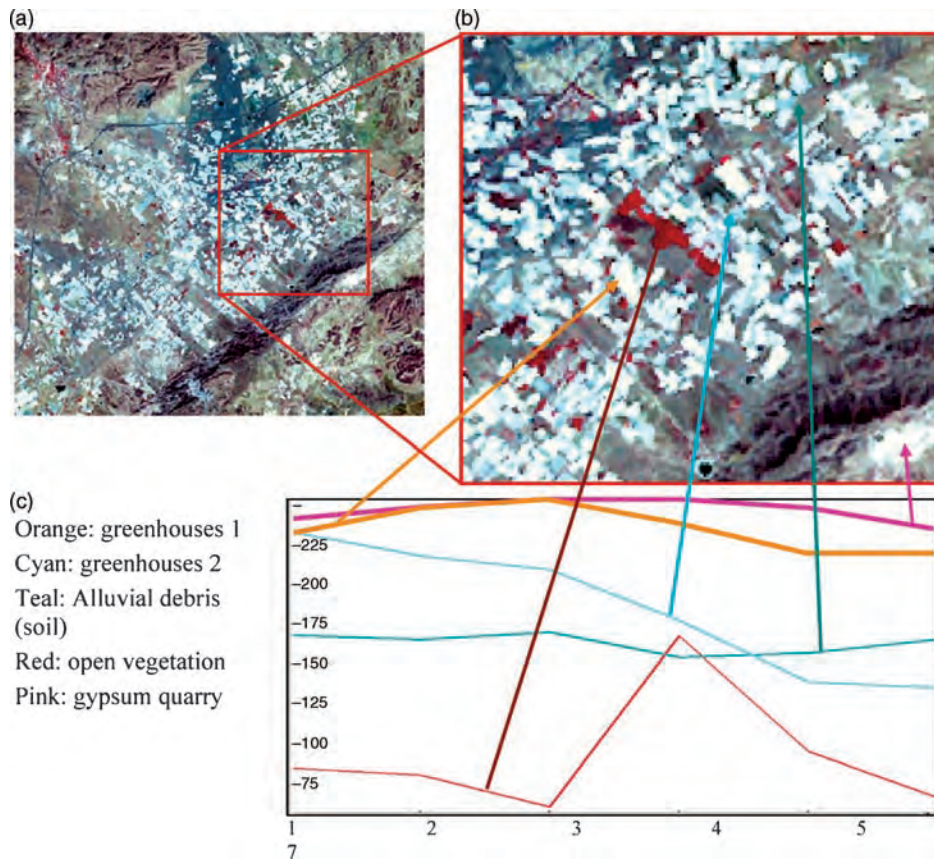 (a)
(b)
(c)
Orange: greenhouses 1
Cyan: greenhouses 2
Teal: Alluvial debris
(soil)
Red: open vegetation
Pink: gypsum quarry
225
200
175
150
125
100
75
1 2 3 4 5
7